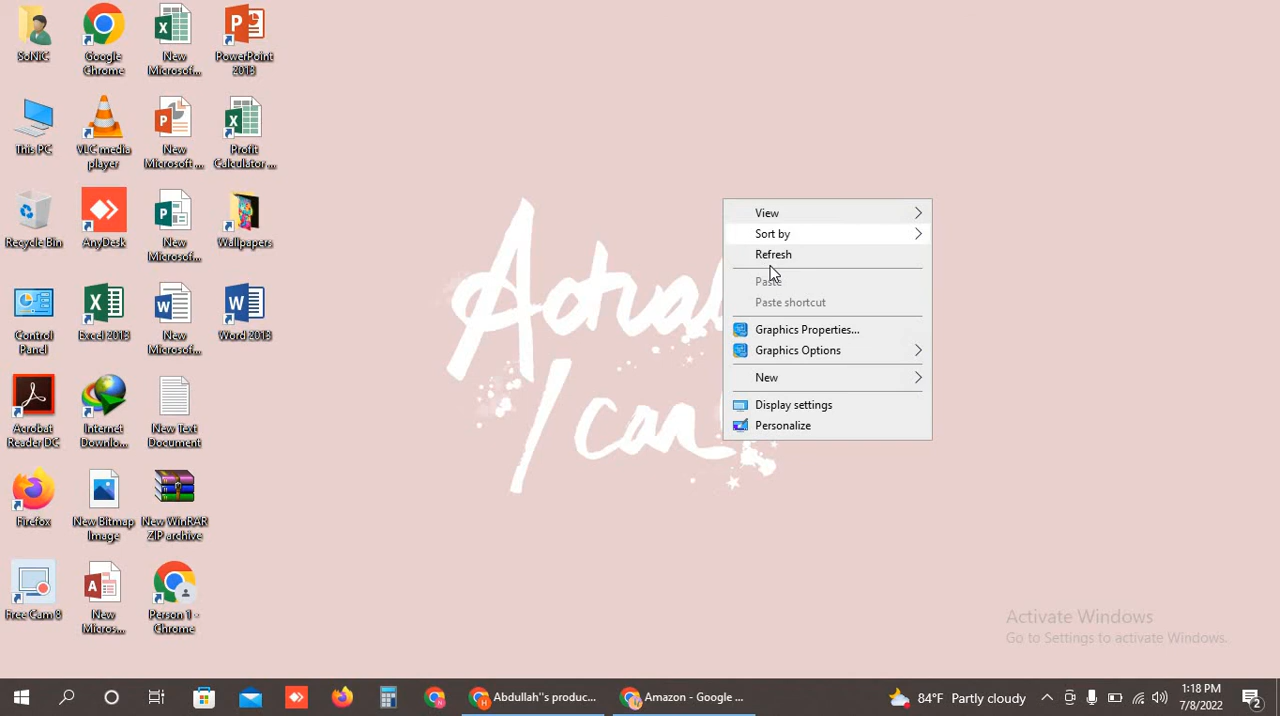 SoNiC
Google
Chrome
New
Microsoft...
PowerPoint
2013
This PC
VLC media
player
New
Microsoft ...
Profit
Calculator ...
Recycle Bin
AnyDesk
New
Microsoft...
Wallpapers
Control
Panel
Excel 2013
New
Microsoft...
Word 2013
Acrobat
Reader DC
Internet
Downlo...
New Text
Document
Firefox
New Bitmap
Image
New WinRAR
ZIP archive
Free Cam 8
New
Micros...
Person 1 -
Chrome
I can
View
Sort by
Refresh
Paste
Paste shortcut
Graphics Properties...
Graphics Options
New
Display settings
Personalize
Activate Windows
Go to Settings to activate Windows.
Abdullah''s produc...
Amazon - Google ...
84°F Partly cloudy
1:18 PM
7/8/2022
2